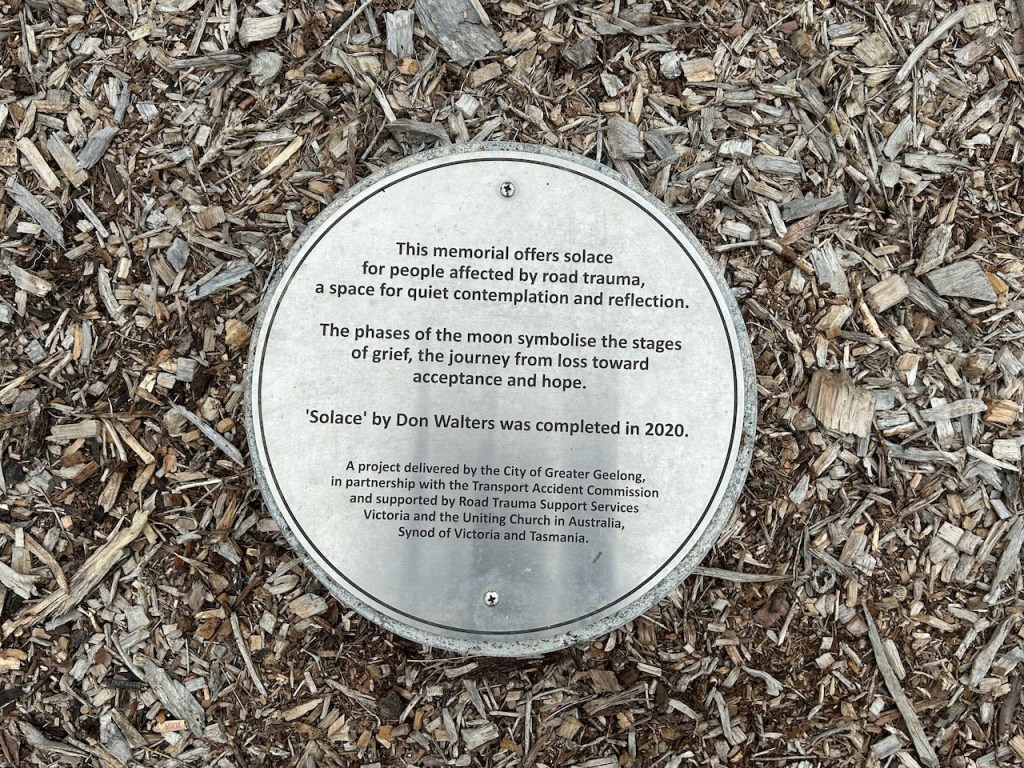 This memorial offers solace
for people affected by road trauma,
a space for quiet contemplation and reflection.
The phases of the moon symbolise the stages
of grief, the journey from loss toward
acceptance and hope.
'Solace' by Don Walters was completed in 2020.
A project delivered by the City of Greater Geelong,
in partnership with the Transport Accident Commission
and supported by Road Trauma Support Services
Victoria and the Uniting Church in Australia,
Synod of Victoria and Tasmania.